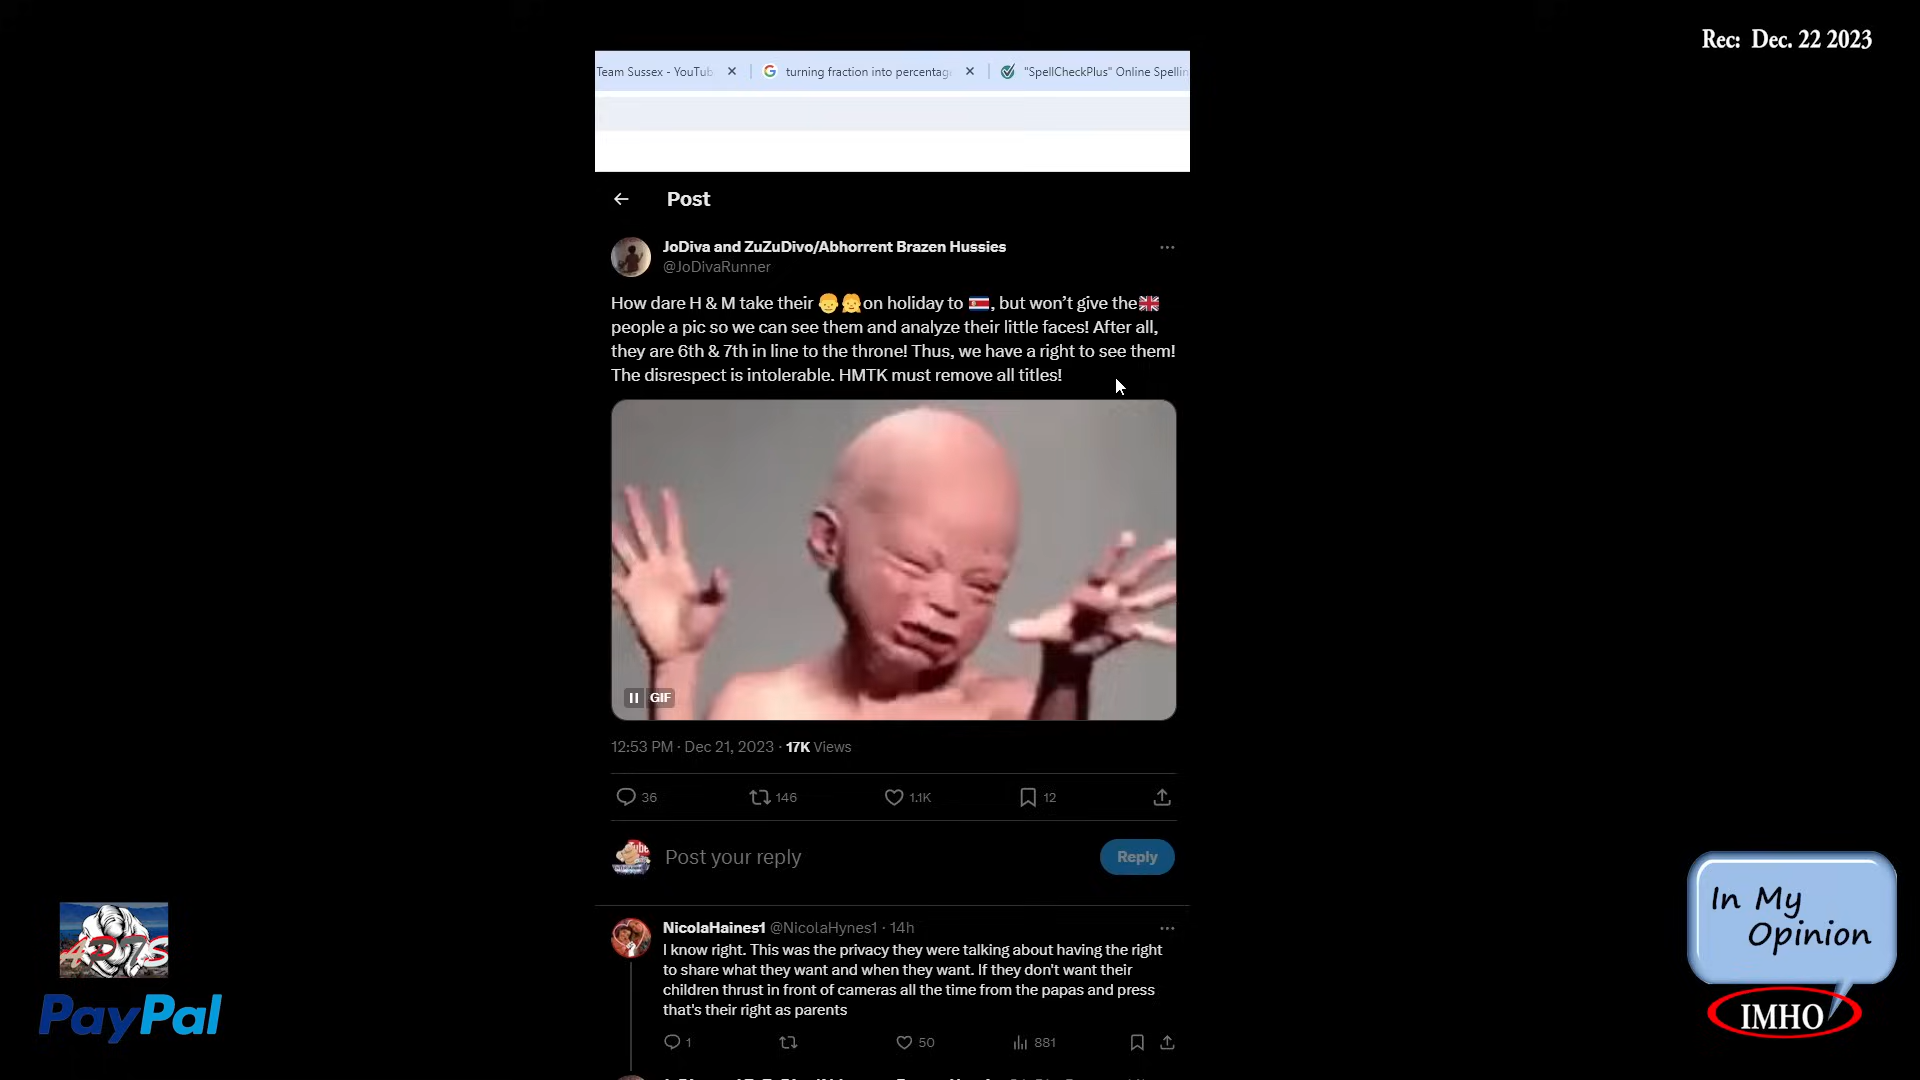 Rec: Dec. 22 2023
Team Sussex - YouTub
turning fraction into percentag
"SpellCheckPlus" Online Spellin
Post
JoDiva and ZuZuDivo/Abhorrent Brazen Hussies
@JoDivaRunner
How dare H & M take their 👦👧on holiday to 🇨🇷, but won't give the🇬🇧
people a pic so we can see them and analyze their little faces! After all,
they are 6th & 7th in line to the throne! Thus, we have a right to see them!
The disrespect is intolerable. HMTK must remove all titles!
GIF
12:53 PM · Dec 21, 2023 · 17K Views
36 146 1.1K 12
Post your reply
Reply
NicolaHaines1 @NicolaHynes1 · 14h
I know right. This was the privacy they were talking about having the right
to share what they want and when they want. If they don't want their
children thrust in front of cameras all the time from the papas and press
that's their right as parents
1 50 881
PayPal
In My
Opinion
IMHO